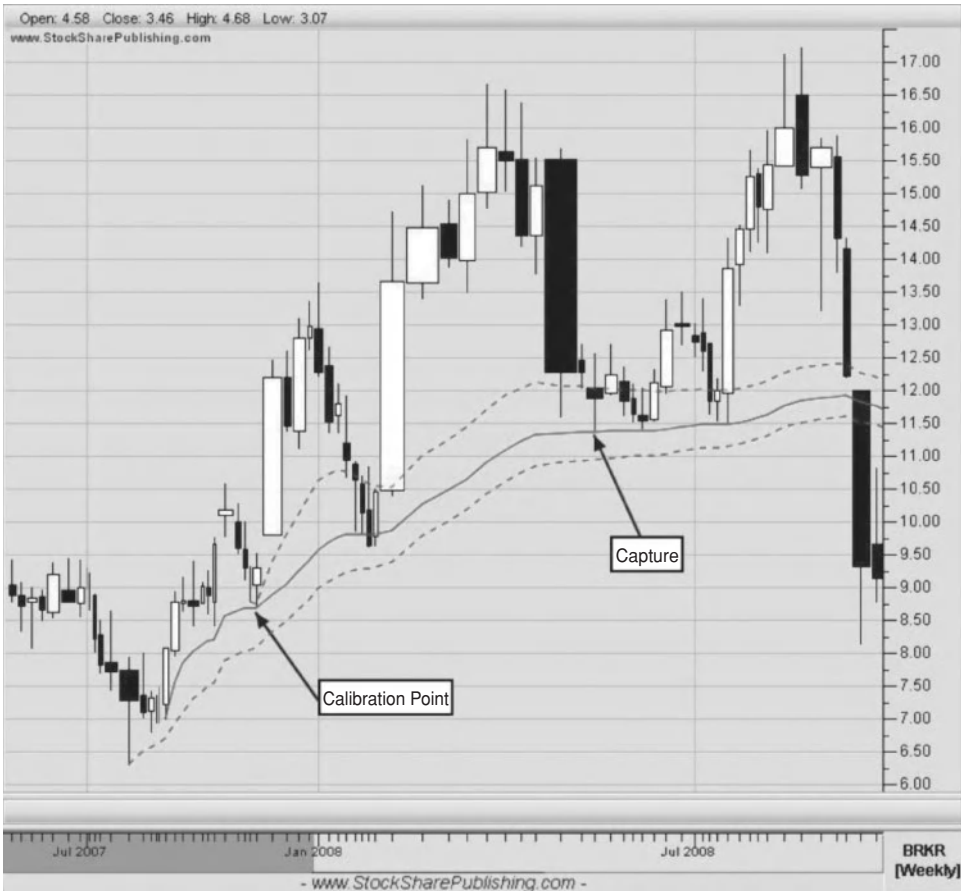 Open: 4.58 Close: 3.46 High: 4.68 Low: 3.07
www.StockSharePublishing.com
17.00
16.50
16.00
15.50
15.00
14.50
14.00
13.50
13.00
12.50
12.00
11.50
11.00
10.50
10.00
9.50
9.00
8.50
8.00
7.50
7.00
6.50
6.00
Capture
Calibration Point
Jul 2007 Jan 2008 Jul 2008
BRKR
[Weekly]
- www.StockSharePublishing.com -